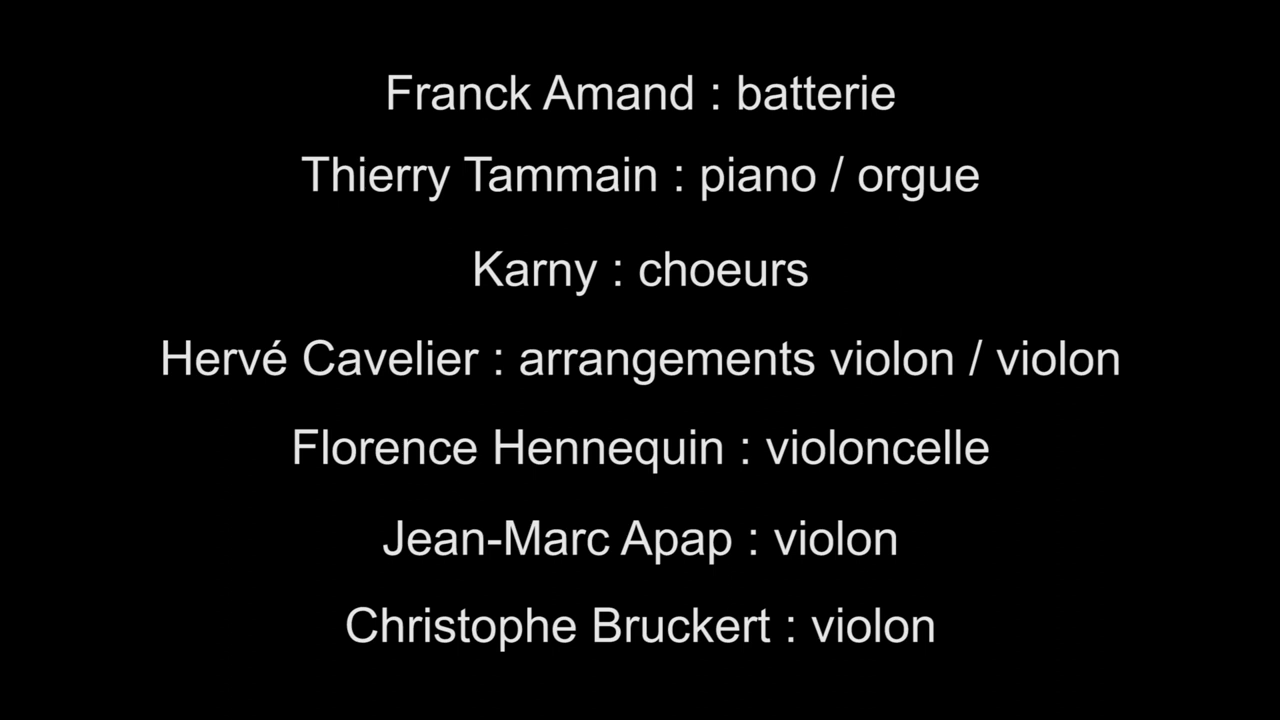 Franck Amand : batterie
Thierry Tammain : piano / orgue
Karny : choeurs
Hervé Cavelier : arrangements violon / violon
Florence Hennequin : violoncelle
Jean-Marc Apap : violon
Christophe Bruckert : violon